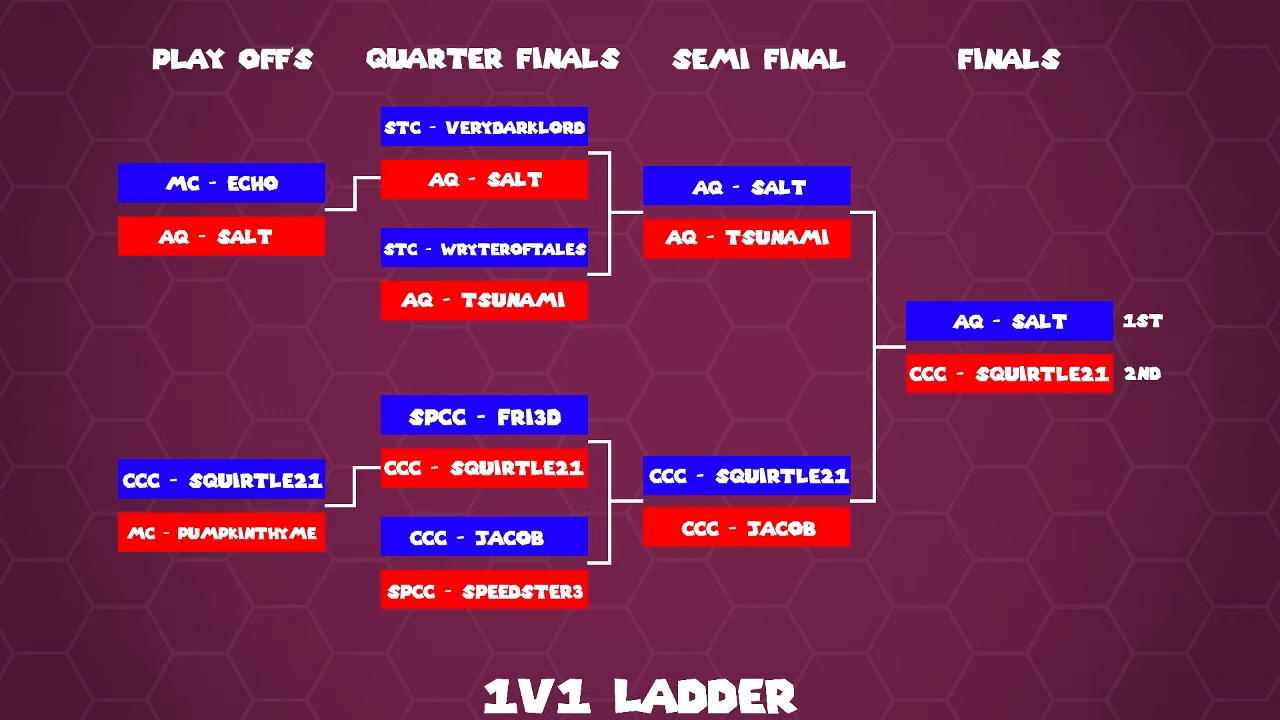 PLAY OFF'S
QUARTER FINALS
SEMI FINAL
FINALS
MC - ECHO
AQ - SALT
CCC - SQUIRTLE21
MC - PUMPKINTHYME
STC - VERYDARKLORD
AQ - SALT
STC - WRYTEROFTALES
AQ - TSUNAMI
SPCC - FRI3D
CCC - SQUIRTLE21
CCC - JACOB
SPCC - SPEEDSTER3
AQ - SALT
AQ - TSUNAMI
CCC - SQUIRTLE21
CCC - JACOB
AQ - SALT 1ST
CCC - SQUIRTLE21 2ND
1V1 LADDER